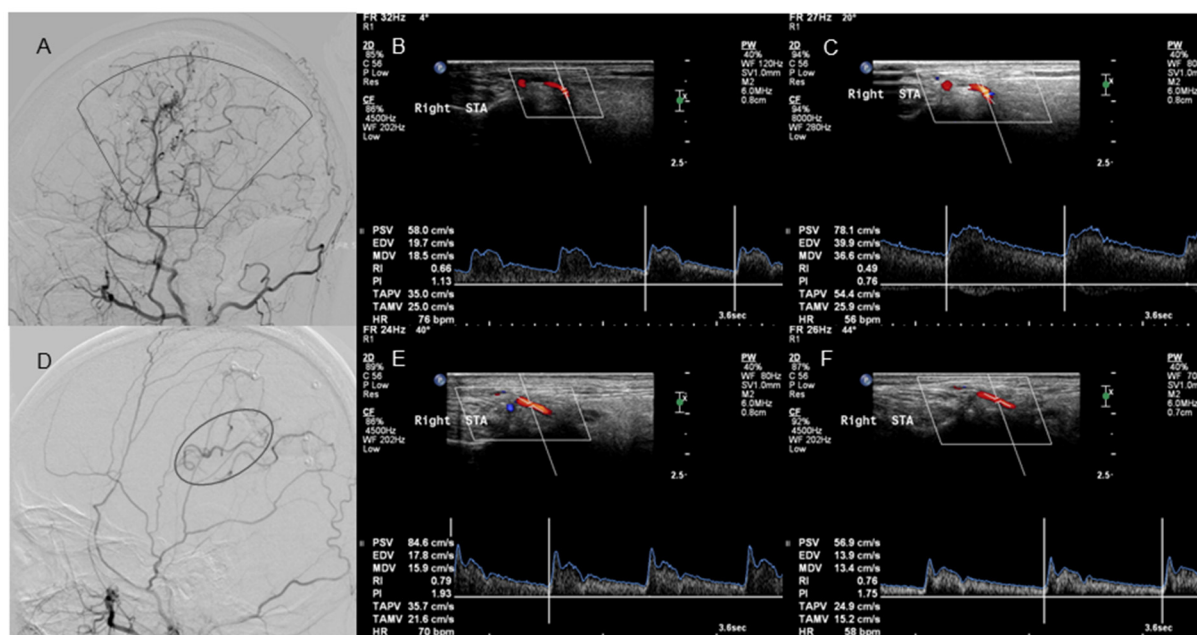 A
FR 32Hz 4°
R1
2D
85%
C 56
P Low
Res
CF
86%
4500Hz
WF 202Hz
Low
B
Right STA
PW
40%
WF 120Hz
SV1.0mm
M2
6.0MHz
0.8cm
x
2.5
PSV 58.0 cm/s
EDV 19.7 cm/s
MDV 18.5 cm/s
RI 0.66
PI 1.13
TAPV 35.0 cm/s
TAMV 25.0 cm/s
HR 76 bpm
3.6sec
FR 27Hz 20°
R1
2D
94%
C 56
P Low
Res
CF
94%
8000Hz
WF 280Hz
Low
C
Right STA
PW
40%
WF 80
SV1.0mm
M2
6.0MHz
0.8cm
x
2.5
PSV 78.1 cm/s
EDV 39.9 cm/s
MDV 36.6 cm/s
RI 0.49
PI 0.76
TAPV 54.4 cm/s
TAMV 25.9 cm/s
HR 56 bpm
3.6sec
D
FR 24Hz 40°
R1
2D
89%
C 56
P Low
Res
CF
86%
4500Hz
WF 202Hz
Low
E
Right STA
PW
40%
WF 80Hz
SV1.0mm
M2
6.0MHz
0.8cm
x
2.5
PSV 84.6 cm/s
EDV 17.8 cm/s
MDV 15.9 cm/s
RI 0.79
PI 1.93
TAPV 35.7 cm/s
TAMV 21.6 cm/s
HR 70 bpm
3.6sec
FR 26Hz 44°
R1
2D
87%
C 56
P Low
Res
CF
92%
4500Hz
WF 202Hz
Low
F
Right STA
PW
40%
WF 70
SV1.0mm
M2
6.0MHz
0.7cm
x
2.5
PSV 56.9 cm/s
EDV 13.9 cm/s
MDV 13.4 cm/s
RI 0.76
PI 1.75
TAPV 24.9 cm/s
TAMV 15.2 cm/s
HR 58 bpm
3.6sec